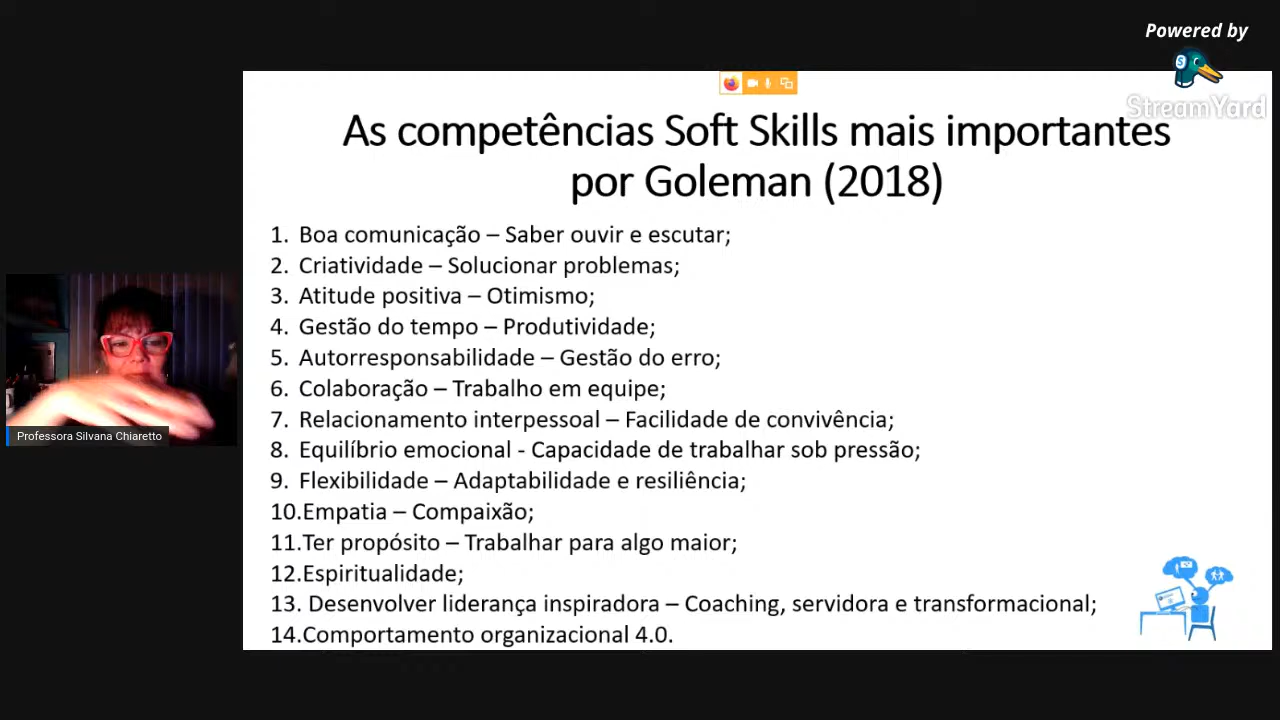 Powered by
StreamYard
As competências Soft Skills mais importantes
por Goleman (2018)
1. Boa comunicação – Saber ouvir e escutar;
2. Criatividade – Solucionar problemas;
3. Atitude positiva – Otimismo;
4. Gestão do tempo – Produtividade;
5. Autorresponsabilidade – Gestão do erro;
6. Colaboração – Trabalho em equipe;
7. Relacionamento interpessoal – Facilidade de convivência;
8. Equilíbrio emocional - Capacidade de trabalhar sob pressão;
9. Flexibilidade – Adaptabilidade e resiliência;
10.Empatia – Compaixão;
11.Ter propósito – Trabalhar para algo maior;
12.Espiritualidade;
13. Desenvolver liderança inspiradora – Coaching, servidora e transformacional;
14.Comportamento organizacional 4.0.
Professora Silvana Chiaretto